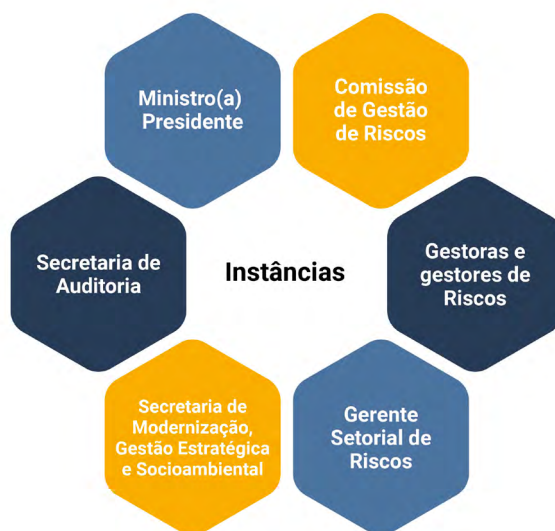 Ministro(a)
Presidente
Comissão
de Gestão
de Riscos
Secretaria de
Auditoria
Instâncias
Gestoras e
gestores de
Riscos
Secretaria de
Modernização,
Gestão Estratégica
e Socioambiental
Gerente
Setorial de
Riscos